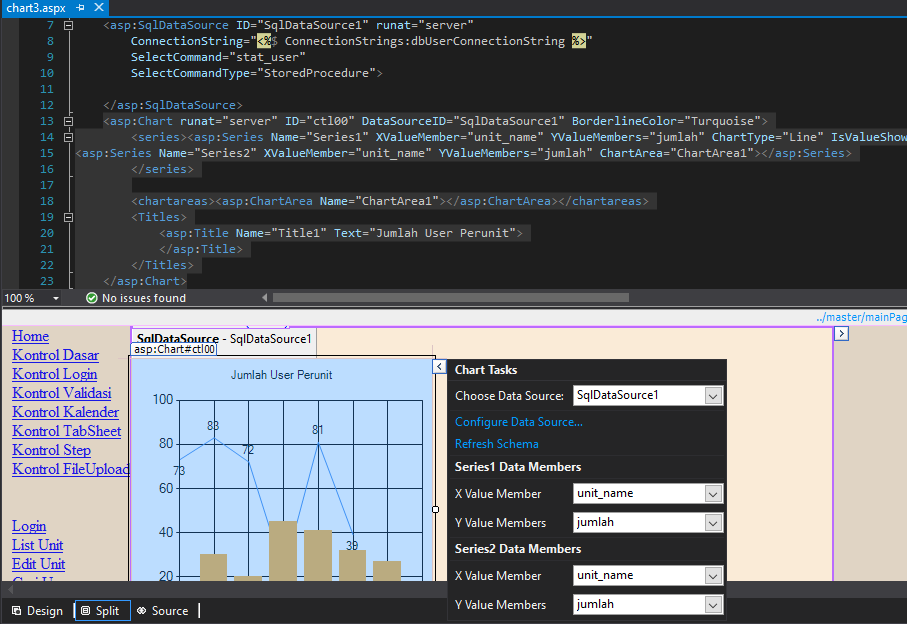 chart3.aspx
7 <asp:SqlDataSource ID="SqlDataSource1" runat="server"
8 ConnectionString="<%$ ConnectionStrings:dbUserConnectionString %>"
9 SelectCommand="stat_user"
10 SelectCommandType="StoredProcedure">
11
12 </asp:SqlDataSource>
13 <asp:Chart runat="server" ID="ctl00" DataSourceID="SqlDataSource1" BorderlineColor="Turquoise">
14 <series><asp:Series Name="Series1" XValueMember="unit_name" YValueMembers="jumlah" ChartType="Line" IsValueShow
15 <asp:Series Name="Series2" XValueMember="unit_name" YValueMembers="jumlah" ChartArea="ChartArea1"></asp:Series>
16 </series>
17
18 <chartareas><asp:ChartArea Name="ChartArea1"></asp:ChartArea></chartareas>
19 <Titles>
20 <asp:Title Name="Title1" Text="Jumlah User Perunit">
21 </asp:Title>
22 </Titles>
23 </asp:Chart>
100 % No issues found
../master/mainPag
Home
Kontrol Dasar
Kontrol Login
Kontrol Validasi
Kontrol Kalender
Kontrol TabSheet
Kontrol Step
Kontrol FileUpload
Login
List Unit
Edit Unit
SqlDataSource - SqlDataSource1
asp:Chart#ctl00
Jumlah User Perunit
100
80
60
40
20
73
83
72
81
39
Chart Tasks
Choose Data Source: SqlDataSource1
Configure Data Source...
Refresh Schema
Series1 Data Members
X Value Member unit_name
Y Value Members jumlah
Series2 Data Members
X Value Member unit_name
Y Value Members jumlah
Design Split Source